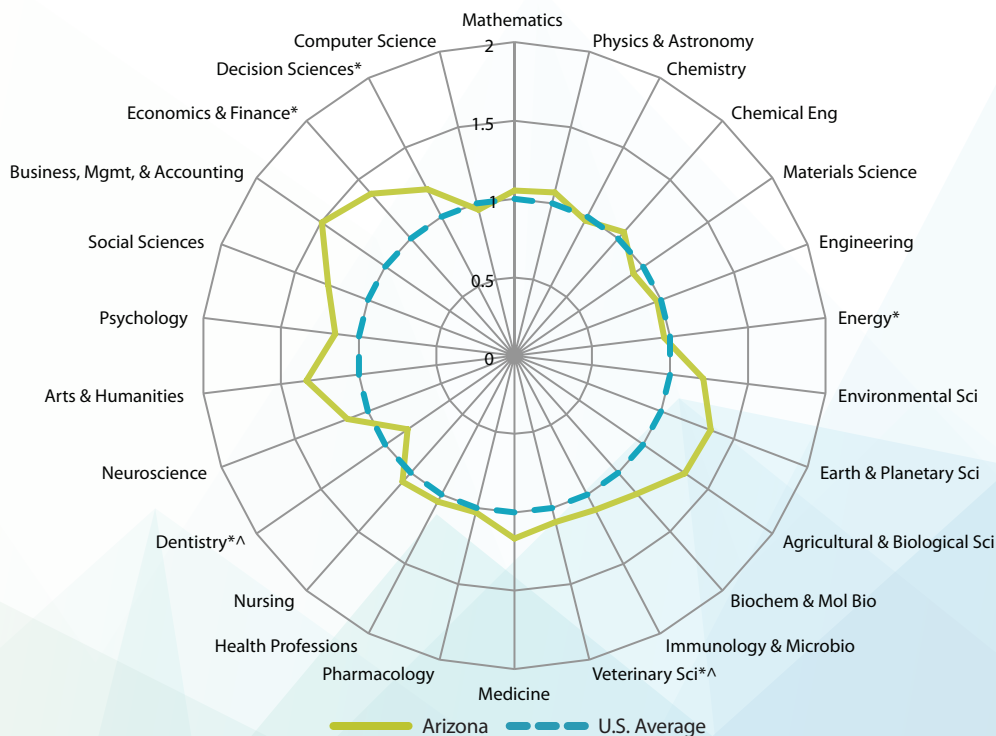 Mathematics
Physics & Astronomy
Chemistry
Chemical Eng
Materials Science
Engineering
Energy*
Environmental Sci
Earth & Planetary Sci
Agricultural & Biological Sci
Biochem & Mol Bio
Immunology & Microbio
Veterinary Sci*^
Medicine
Pharmacology
Health Professions
Nursing
Dentistry*^
Neuroscience
Arts & Humanities
Psychology
Social Sciences
Business, Mgmt, & Accounting
Economics & Finance*
Decision Sciences*
Computer Science
2
1.5
1
0.5
0
Arizona
U.S. Average